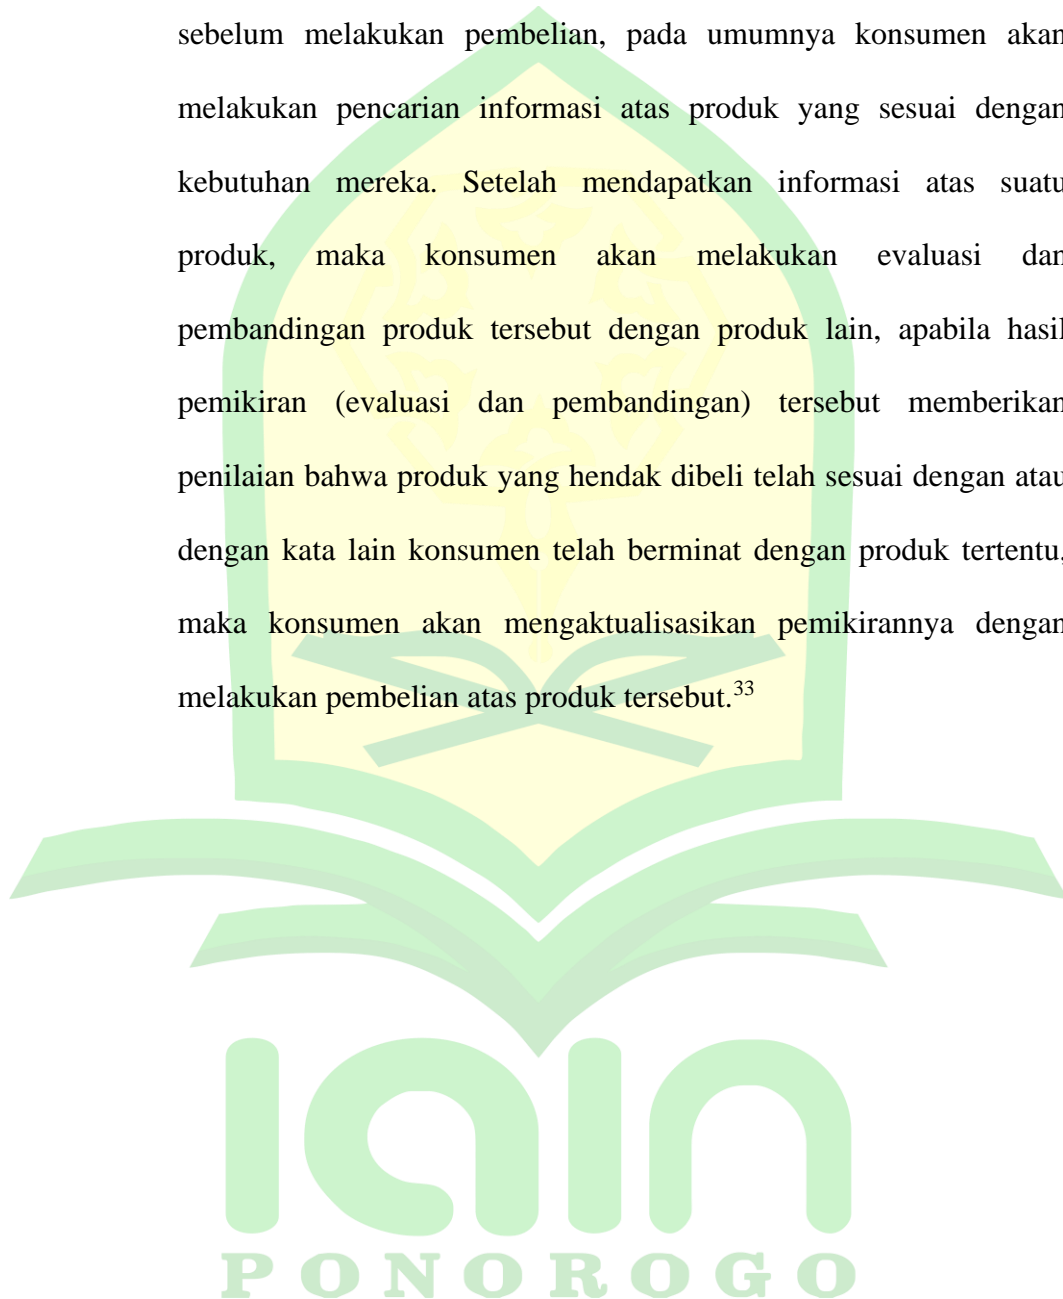 sebelum melakukan pembelian, pada umumnya konsumen akan
melakukan pencarian informasi atas produk yang sesuai dengan
kebutuhan mereka. Setelah mendapatkan informasi atas suatu
produk, maka konsumen akan melakukan evaluasi dan
pembandingan produk tersebut dengan produk lain, apabila hasil
pemikiran (evaluasi dan pembandingan) tersebut memberikan
penilaian bahwa produk yang hendak dibeli telah sesuai dengan atau
dengan kata lain konsumen telah berminat dengan produk tertentu,
maka konsumen akan mengaktualisasikan pemikirannya dengan
melakukan pembelian atas produk tersebut.33
iain
PONOROGO